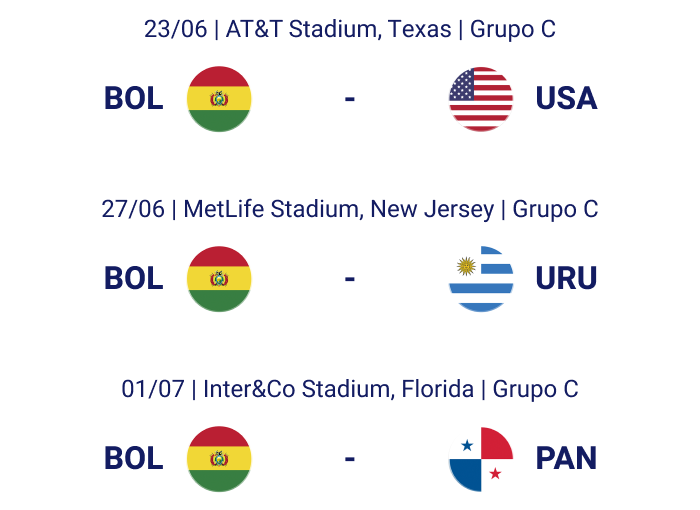 23/06 | AT&T Stadium, Texas | Grupo C
BOL - USA
27/06 | MetLife Stadium, New Jersey | Grupo C
BOL - URU
01/07 | Inter&Co Stadium, Florida | Grupo C
BOL - PAN